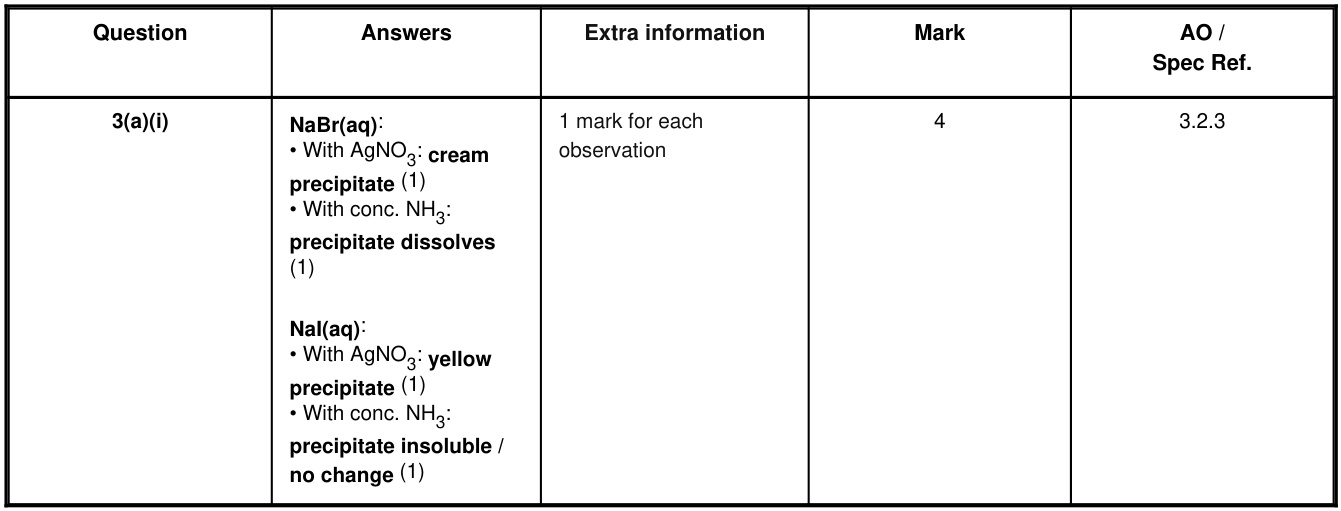 Question Answers Extra information Mark AO /
Spec Ref.
3(a)(i)
NaBr(aq):
• With AgNO3: cream
precipitate (1)
• With conc. NH3:
precipitate dissolves
(1)
NaI(aq):
• With AgNO3: yellow
precipitate (1)
• With conc. NH3:
precipitate insoluble /
no change (1)
1 mark for each
observation
4
3.2.3